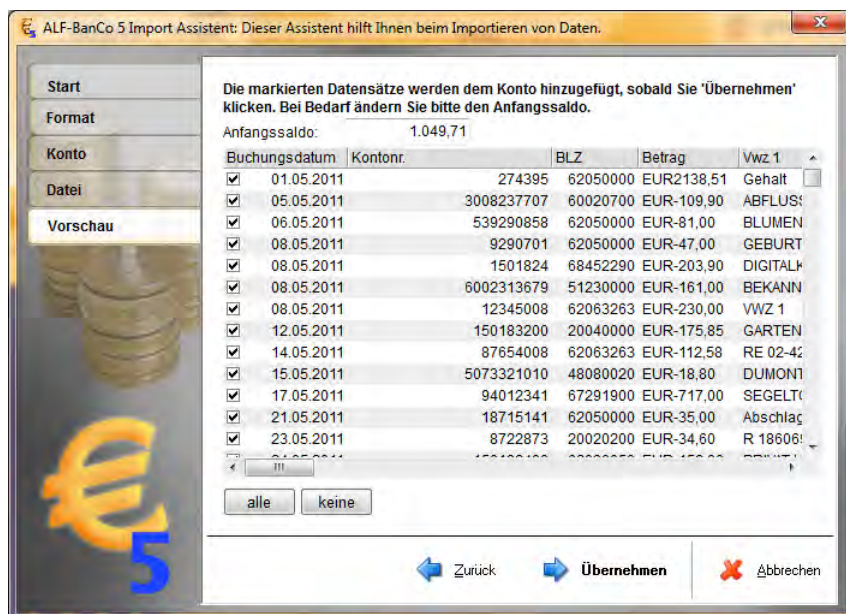 ALF-BanCo 5 Import Assistent: Dieser Assistent hilft Ihnen beim Importieren von Daten.
Start
Format
Konto
Datei
Vorschau
Die markierten Datensätze werden dem Konto hinzugefügt, sobald Sie 'Übernehmen'
klicken. Bei Bedarf ändern Sie bitte den Anfangssaldo.
Anfangssaldo: 1.049,71
Buchungsdatum Kontonr. BLZ Betrag Vwz 1
01.05.2011 274395 62050000 EUR2138,51 Gehalt
05.05.2011 3008237707 60020700 EUR-109,90 ABFLUSS
06.05.2011 539290858 62050000 EUR-81,00 BLUMEN
08.05.2011 9290701 62050000 EUR-47,00 GEBURT
08.05.2011 1501824 68452290 EUR-203,90 DIGITALK
08.05.2011 6002313679 51230000 EUR-161,00 BEKANN
08.05.2011 12345008 62063263 EUR-230,00 VWZ 1
12.05.2011 150183200 20040000 EUR-175,85 GARTEN
14.05.2011 87654008 62063263 EUR-112,58 RE 02-42
15.05.2011 5073321010 48080020 EUR-18,80 DUMONT
17.05.2011 94012341 67291900 EUR-717,00 SEGELT
21.05.2011 18715141 62050000 EUR-35,00 Abschlag
23.05.2011 8722873 20020200 EUR-34,60 R 18606
alle keine
€
5
Zurück Übernehmen Abbrechen